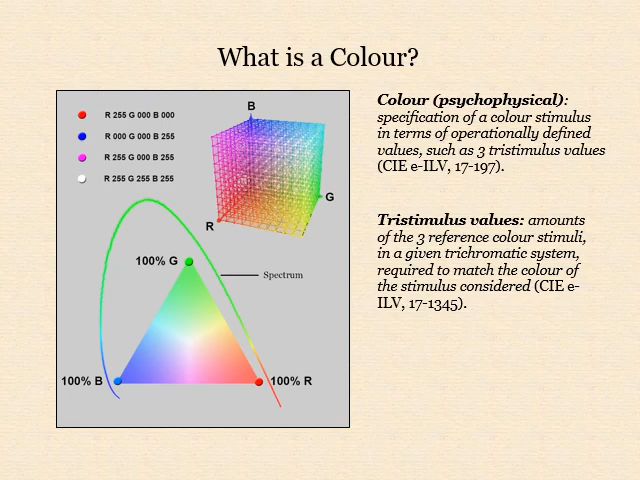 What is a Colour?
R 255 G 000 B 000
R 000 G 000 B 255
R 255 G 000 B 255
R 255 G 255 B 255
B
G
R
100% G
Spectrum
100% B
100% R
Colour (psychophysical):
specification of a colour stimulus
in terms of operationally defined
values, such as 3 tristimulus values
(CIE e-ILV, 17-197).
Tristimulus values: amounts
of the 3 reference colour stimuli,
in a given trichromatic system,
required to match the colour of
the stimulus considered (CIE e-
ILV, 17-1345).